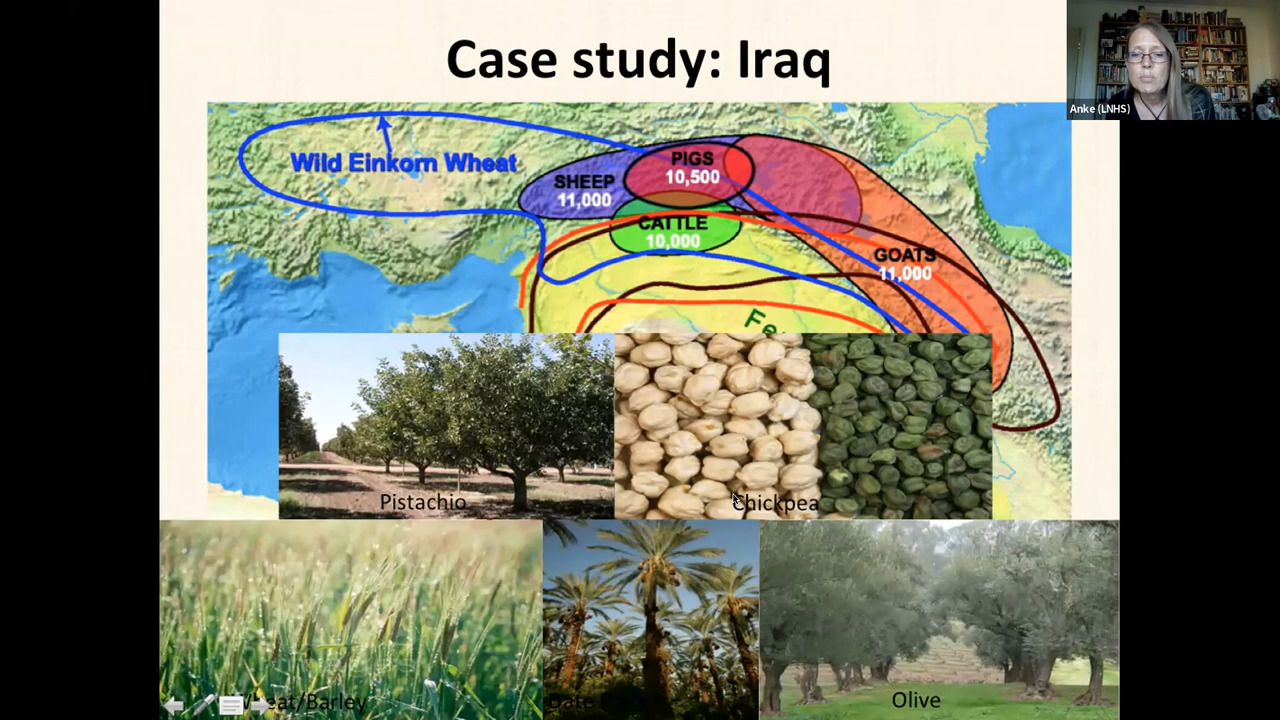 Case study: Iraq
Anke (LNHS)
Wild Einkorn Wheat
PIGS
10,500
SHEEP
11,000
CATTLE
10,000
GOATS
11,000
Pistachio
Chickpea
Date
Olive